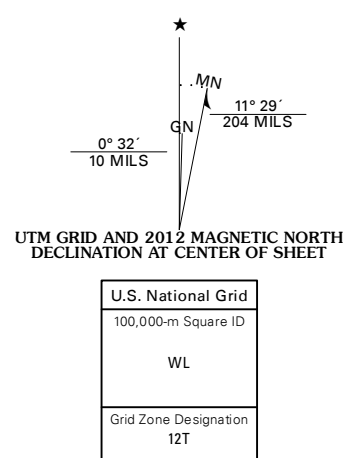 ★
MN
11° 29´
204 MILS
GN
0° 32´
10 MILS
UTM GRID AND 2012 MAGNETIC NORTH
DECLINATION AT CENTER OF SHEET
U.S. National Grid
100,000-m Square ID
WL
Grid Zone Designation
12T